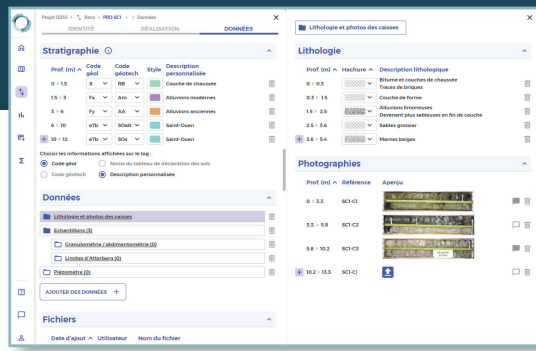 Projet 12345 > Reco > PRO-SC1 > Données
IDENTITÉ RÉALISATION DONNÉES
Stratigraphie
Prof. (m) Code géol Code géotech Style Description personnalisée
0 > 1.5 X RB Couche de chaussée
1.5 > 3 Fx Am Alluvions modernes
3 > 6 Fy AA Alluvions anciennes
6 > 10 e7b SOalt Saint-Ouen
10 > 12 e7b SOs Saint-Ouen
Choisir les informations affichées sur le log :
Code géol Noms du tableau de déclaration des sols
Code géotech Description personnalisée
Données
Lithologie et photos des caisses
Echantillons (3)
Granulométrie / sédimentométrie (0)
Limites d'Atterberg (0)
Piézomètre (0)
AJOUTER DES DONNÉES +
Fichiers
Date d'ajout Utilisateur Nom du fichier
Lithologie et photos des caisses
Lithologie
Prof. (m) Hachure Description lithologique
0 > 0.3 Bitume et couches de chaussée
Traces de briques
0.3 > 1.5 Couche de forme
1.5 > 2.5 Alluvions limoneuses
Devenant plus sableuses en fin de couche
2.5 > 3.6 Sables grossier
3.6 > 5.4 Marnes beiges
Photographies
Prof. (m) Référence Aperçu
0 > 3.3 SC1-C1
3.3. > 5.8 SC1-C2
5.8 > 10.2 SC1-C3
10.2 > 13.3 SC1-C1